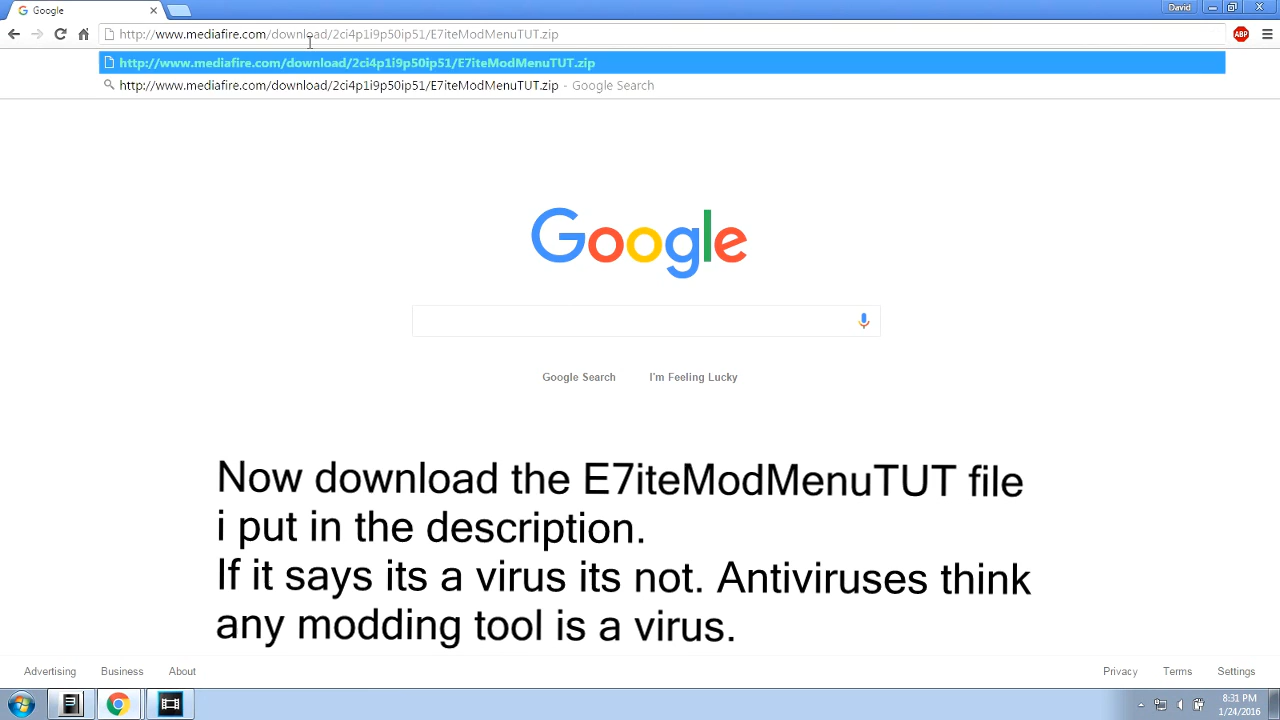 Google
David
http://www.mediafire.com/download/2ci4p1i9p50ip51/E7iteModMenuTUT.zip
ABP
http://www.mediafire.com/download/2ci4p1i9p50ip51/E7iteModMenuTUT.zip
http://www.mediafire.com/download/2ci4p1i9p50ip51/E7iteModMenuTUT.zip - Google Search
Google
Google Search I'm Feeling Lucky
Now download the E7iteModMenuTUT file
i put in the description.
If it says its a virus its not. Antiviruses think
any modding tool is a virus.
Advertising Business About Privacy Terms Settings
8:31 PM
1/24/2016